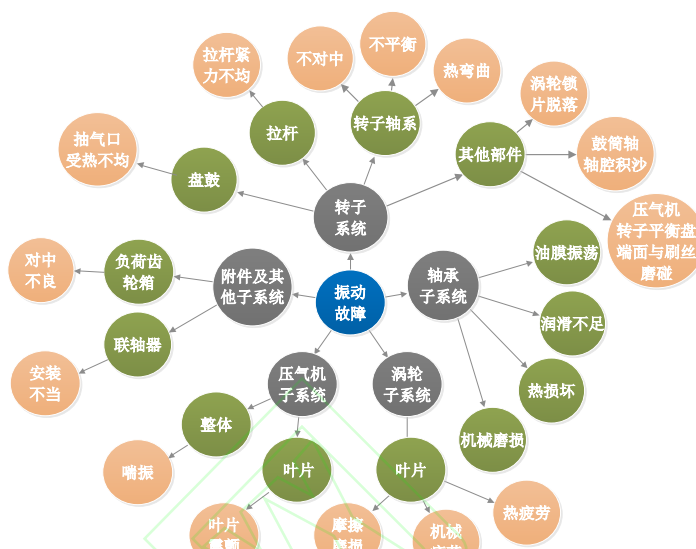 不平衡
不对中
拉杆紧
力不均
热弯曲
涡轮锁
片脱落
转子轴系
拉杆
抽气口
受热不均
其他部件
鼓筒轴
轴腔积沙
盘鼓
转子
系统
压气机
转子平衡盘
端面与刷丝
磨碰
油膜振荡
对中
不良
负荷齿
轮箱
附件及其
他子系统
振动
故障
轴承
子系统
润滑不足
联轴器
安装
不当
压气机
子系统
涡轮
子系统
热损坏
整体
机械磨损
喘振
叶片
叶片
热疲劳
叶片
摩擦
机械